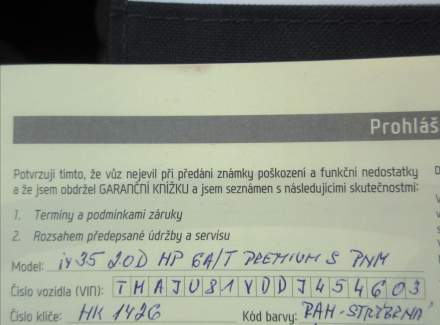 Prohláš
Potvrzuji tímto, že vůz nejevil při předání známky poškození a funkční nedostatky
a že jsem obdržel GARANČNÍ KNÍŽKU a jsem seznámen s následujícími skutečnostmi:
1. Termíny a podmínkami záruky
2. Rozsahem předepsané údržby a servisu
Model: ix35 20D HP 6A/T PREMIUM S PNM
Číslo vozidla (VIN): TMAJU81VDDJ454603
Číslo klíče: HK 1426 Kód barvy: RAH-STŘÍBRNÁ